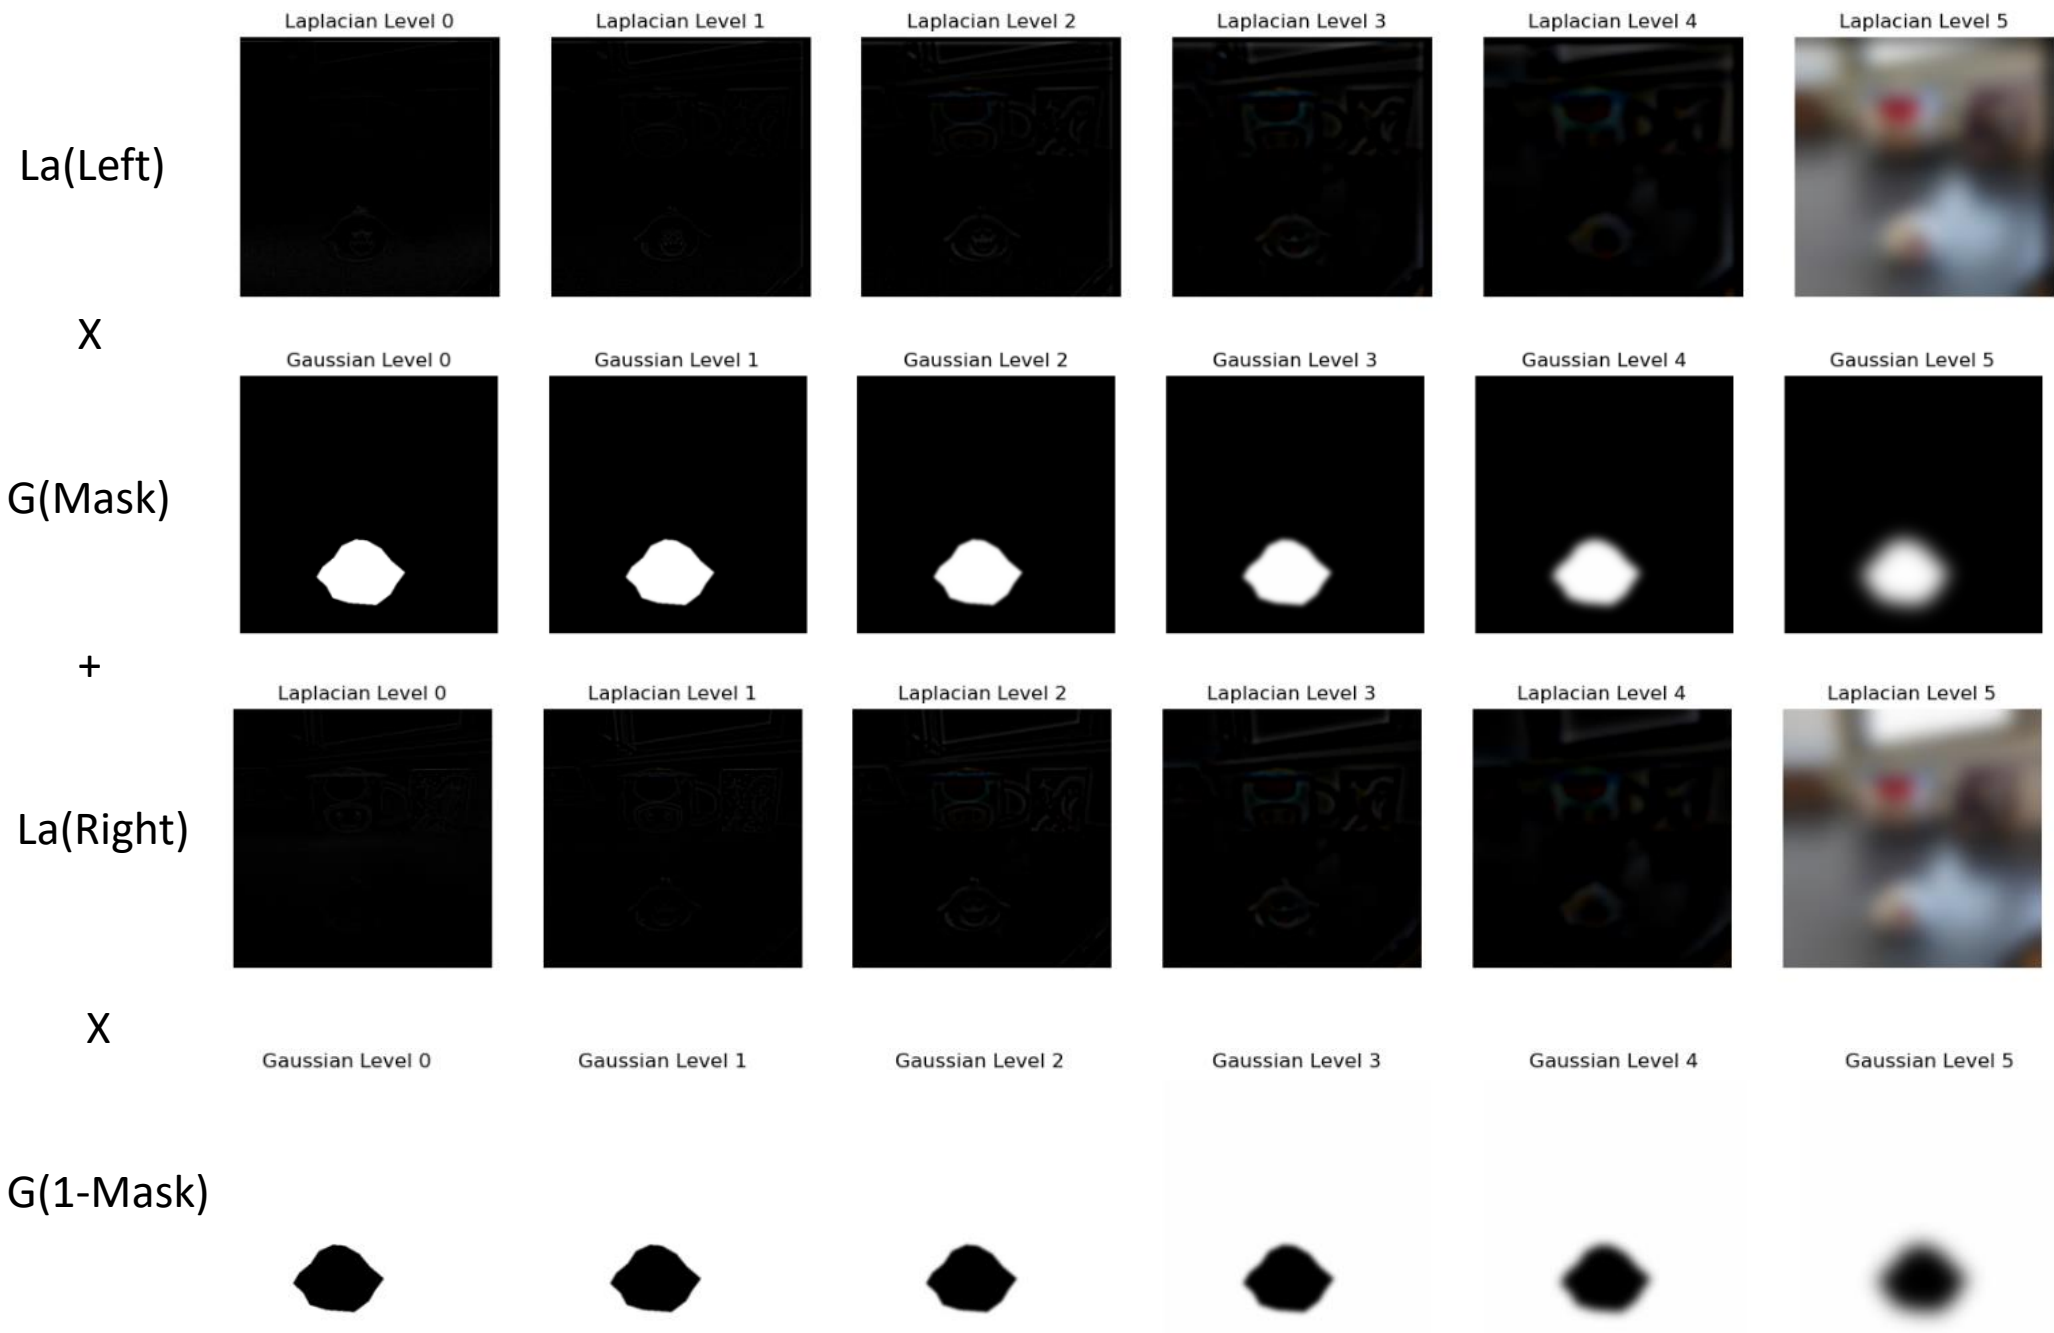 Laplacian Level 0 Laplacian Level 1 Laplacian Level 2 Laplacian Level 3 Laplacian Level 4 Laplacian Level 5
La(Left)
X
Gaussian Level 0 Gaussian Level 1 Gaussian Level 2 Gaussian Level 3 Gaussian Level 4 Gaussian Level 5
G(Mask)
+
Laplacian Level 0 Laplacian Level 1 Laplacian Level 2 Laplacian Level 3 Laplacian Level 4 Laplacian Level 5
La(Right)
X
Gaussian Level 0 Gaussian Level 1 Gaussian Level 2 Gaussian Level 3 Gaussian Level 4 Gaussian Level 5
G(1-Mask)